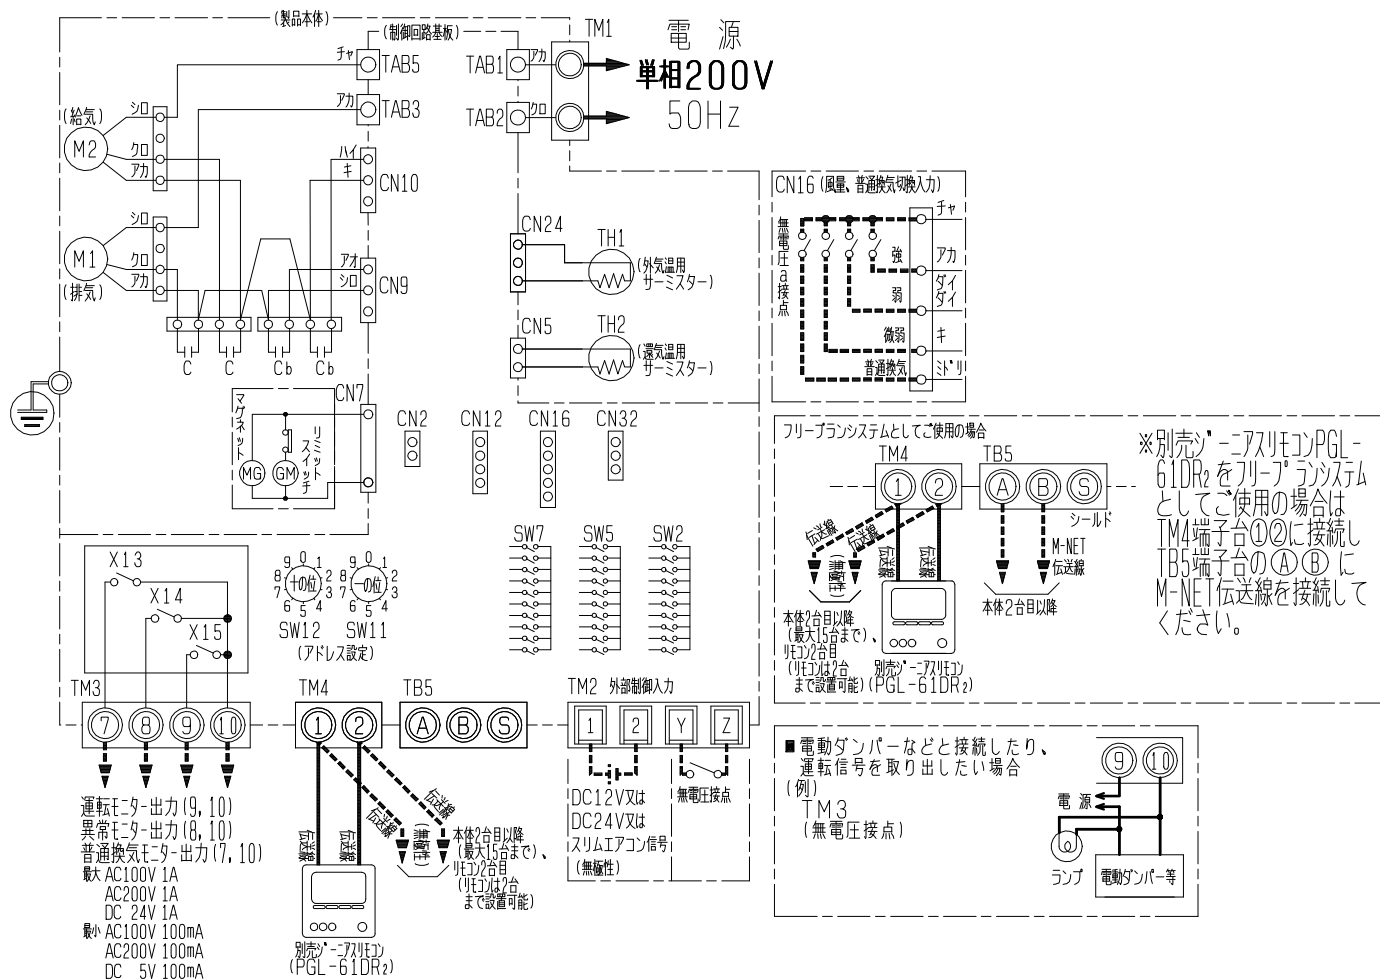 (製品本体)
(制御回路基板)
TM1
電　源
単相200V
50Hz
チャ
TAB5
TAB1
アカ
アカ
TAB3
TAB2
クロ
(給気)
M2
シロ
クロ
アカ
ハイ
キ
CN10
(排気)
M1
シロ
クロ
アカ
アオ
シロ
CN9
C
C
Cb
Cb
CN24
TH1
(外気温用
サーミスター)
CN5
TH2
(還気温用
サーミスター)
CN16 (風量、普通換気切換入力)
無電圧a接点
チャ
強
アカ
ダイダイ
弱
微弱
キ
普通換気
ミドリ
マグネット
リミットスイッチ
MG
GM
CN7
CN2
CN12
CN16
CN32
SW7
SW5
SW2
X13
X14
X15
0 1 2 3 4 5 6 7 8 9
十の位
SW12
0 1 2 3 4 5 6 7 8 9
一の位
SW11
(アドレス設定)
TM3
7 8 9 10
運転モニター出力(9,10)
異常モニター出力(8,10)
普通換気モニター出力(7,10)
最大 AC100V 1A
AC200V 1A
DC 24V 1A
最小 AC100V 100mA
AC200V 100mA
DC 5V 100mA
TM4
1 2
TB5
A B S
伝送線
伝送線
伝送線
伝送線
(無極性)
本体2台目以降
(最大15台まで)、
リモコン2台目
(リモコンは2台
まで設置可能)
別売ジーニアスリモコン
(PGL-61DR₂)
TM2 外部制御入力
1 2 Y Z
DC12V又は
DC24V又は
スリムエアコン信号
(無極性)
無電圧接点
フリープランシステムとしてご使用の場合
TM4
1 2
TB5
A B S
シールド
伝送線
伝送線
伝送線
伝送線
(無極性)
M-NET
伝送線
本体2台目以降
本体2台目以降
(最大15台まで)、
リモコン2台目
(リモコンは2台
まで設置可能)
別売ジーニアスリモコン
(PGL-61DR₂)
※別売ジーニアスリモコンPGL-
61DR₂をフリープランシステム
としてご使用の場合は
TM4端子台①②に接続し
TB5端子台のⒶⒷに
M-NET伝送線を接続して
ください。
■電動ダンパーなどと接続したり、
運転信号を取り出したい場合
(例)
TM3
(無電圧接点)
9 10
電 源
ランプ
電動ダンパー等